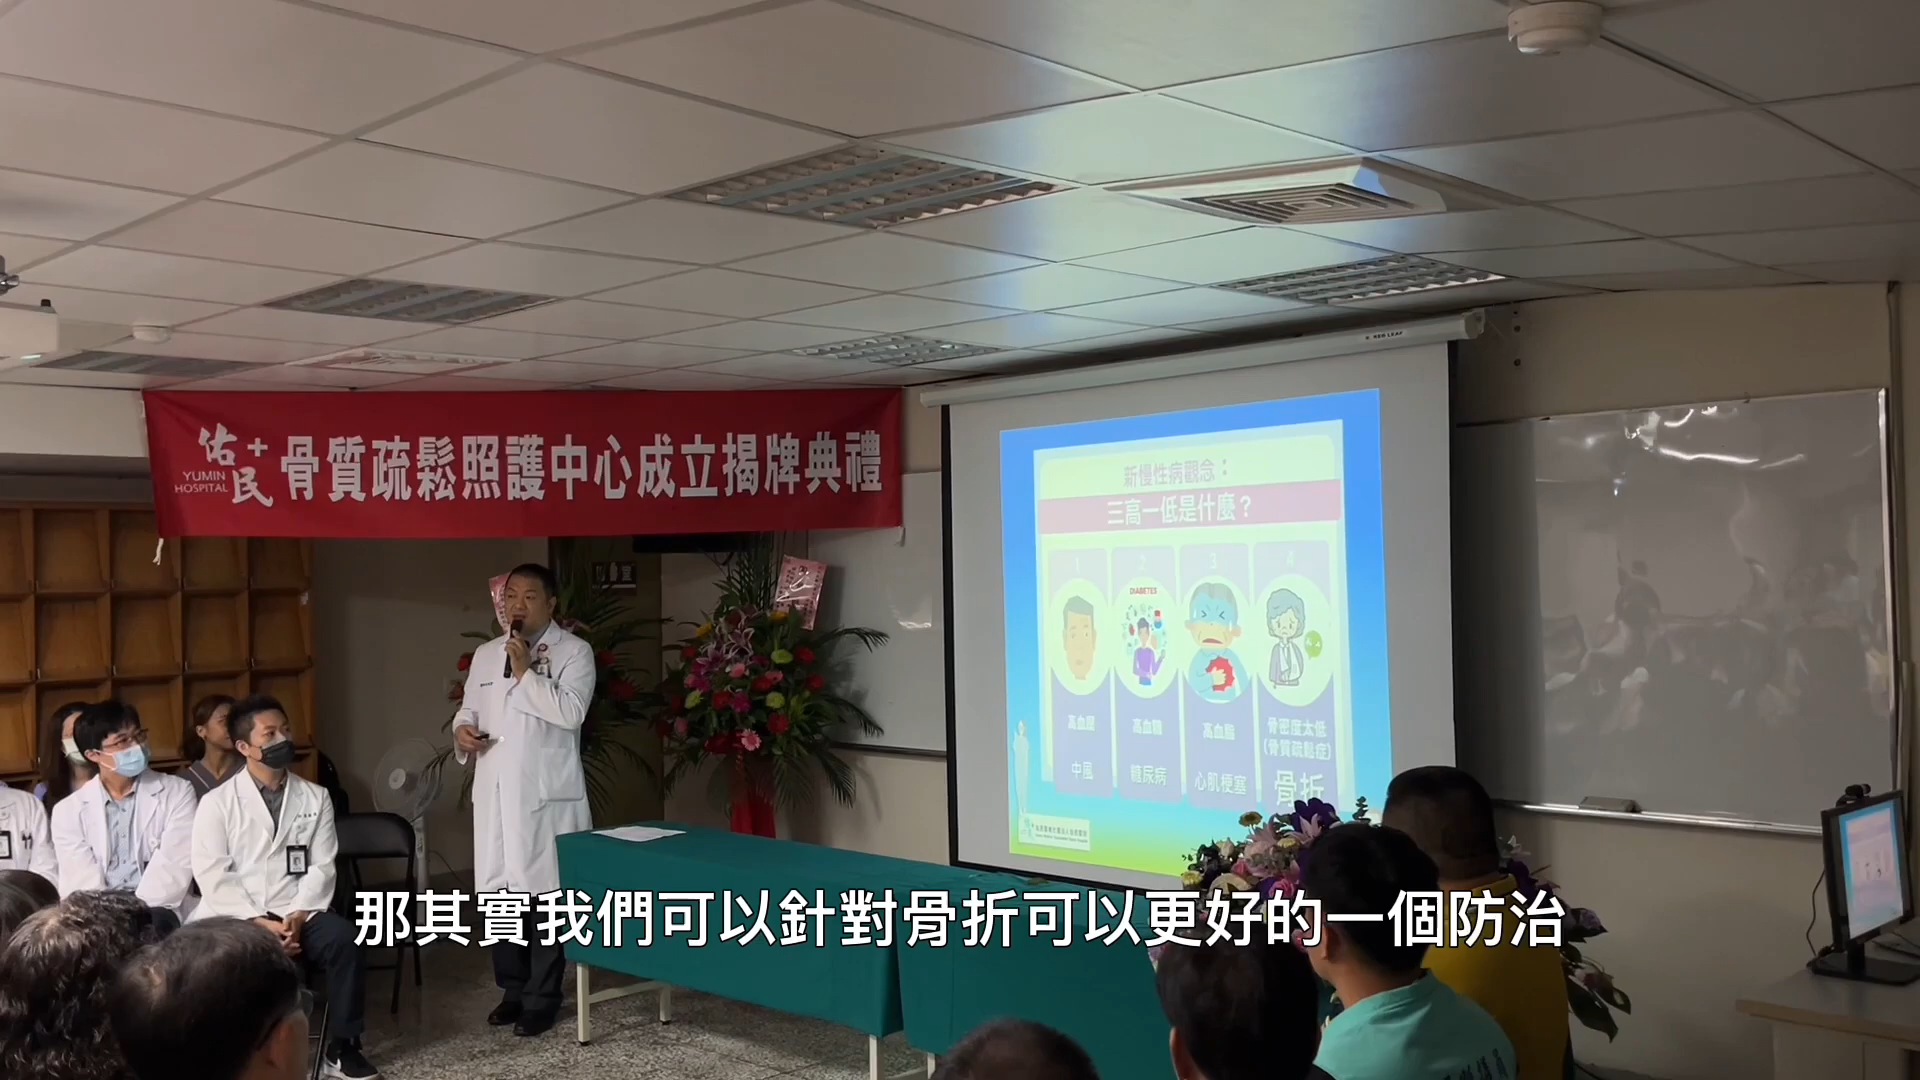 RED LEAF
佑民
YUMIN
HOSPITAL
骨質疏鬆照護中心成立揭牌典禮
新慢性病觀念：
三高一低是什麼？
1 2 3 4
DIABETES
高血壓 高血糖 高血脂 骨密度太低
(骨質疏鬆症)
中風 糖尿病 心肌梗塞 骨折
那其實我們可以針對骨折可以更好的一個防治